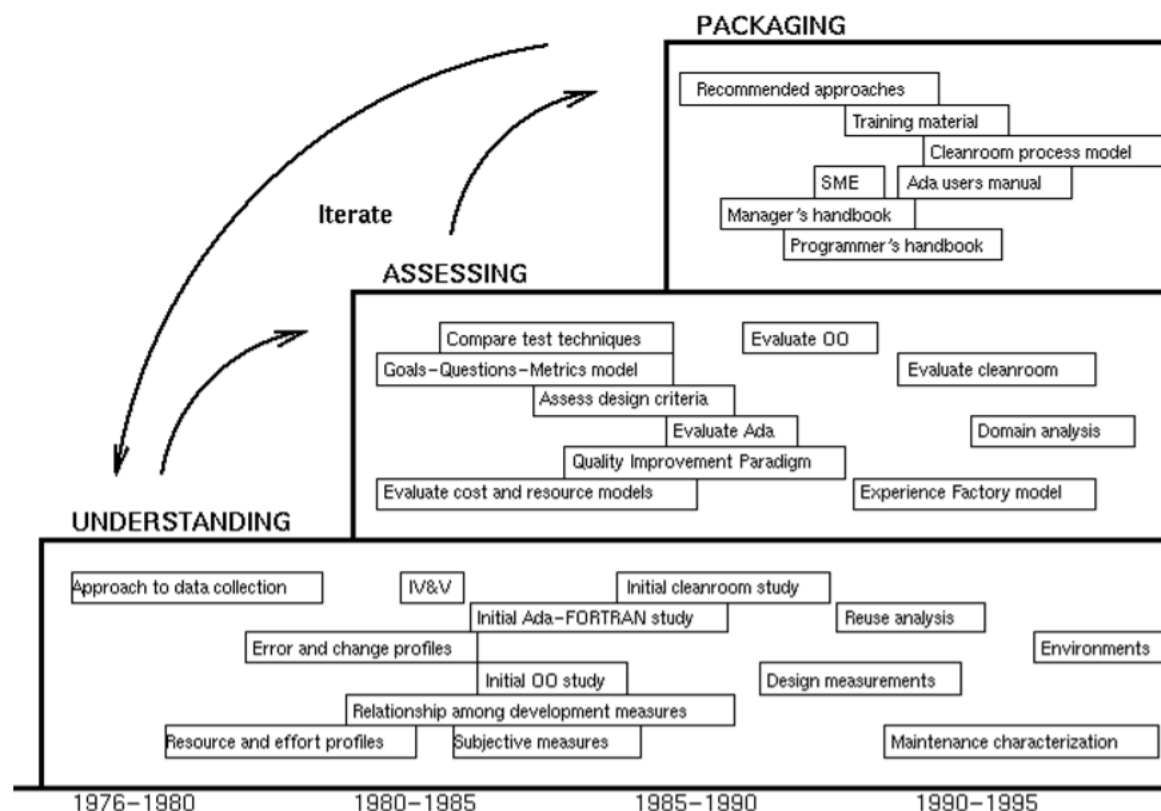 PACKAGING
Recommended approaches
Training material
Cleanroom process model
SME
Ada users manual
Manager's handbook
Programmer's handbook
Iterate
ASSESSING
Compare test techniques
Evaluate OO
Goals-Questions-Metrics model
Evaluate cleanroom
Assess design criteria
Evaluate Ada
Domain analysis
Quality Improvement Paradigm
Evaluate cost and resource models
Experience Factory model
UNDERSTANDING
Approach to data collection
IV&V
Initial cleanroom study
Initial Ada-FORTRAN study
Reuse analysis
Error and change profiles
Environments
Initial OO study
Design measurements
Relationship among development measures
Resource and effort profiles
Subjective measures
Maintenance characterization
1976-1980
1980-1985
1985-1990
1990-1995